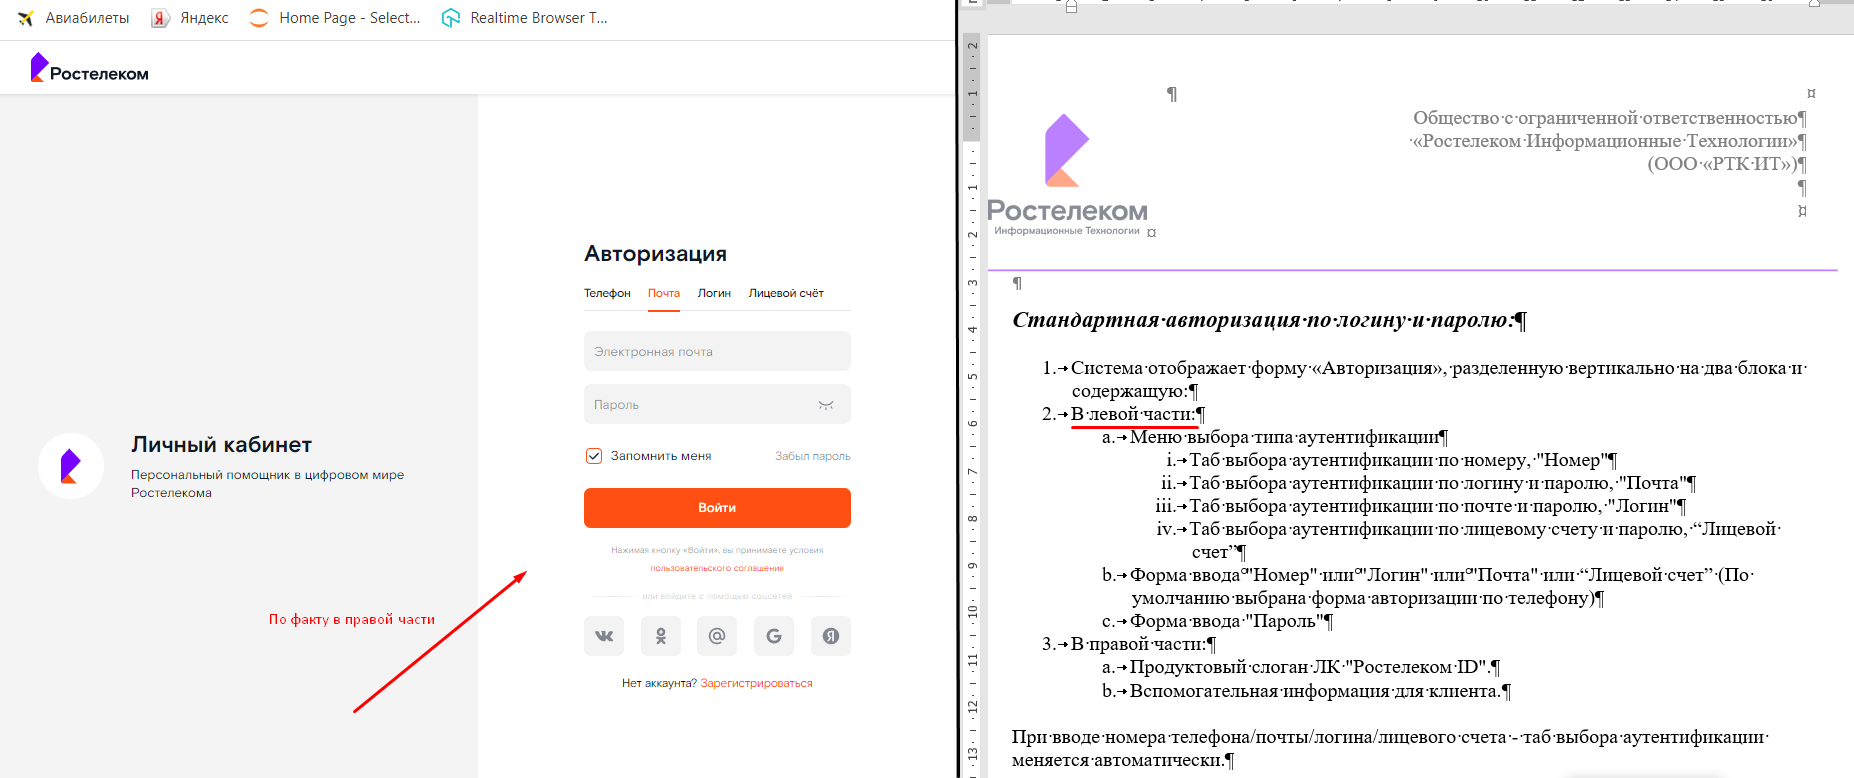 Авиабилеты
Яндекс
Home Page - Select...
Realtime Browser T...
Ростелеком
Авторизация
Телефон Почта Логин Лицевой счёт
Электронная почта
Пароль
Запомнить меня Забыл пароль
Войти
Нажимая кнопку «Войти», вы принимаете условия
пользовательского соглашения
или войдите с помощью соцсетей
Нет аккаунта? Зарегистрироваться
Личный кабинет
Персональный помощник в цифровом мире
Ростелекома
По факту в правой части
Общество с ограниченной ответственностью
«Ростелеком Информационные Технологии»
(ООО «РТК ИТ»)
Ростелеком
Информационные Технологии
Стандартная авторизация по логину и паролю:
1. Система отображает форму «Авторизация», разделенную вертикально на два блока и
содержащую:
2. В левой части:
a. Меню выбора типа аутентификации
i. Таб выбора аутентификации по номеру, "Номер"
ii. Таб выбора аутентификации по логину и паролю, "Почта"
iii. Таб выбора аутентификации по почте и паролю, "Логин"
iv. Таб выбора аутентификации по лицевому счету и паролю, “Лицевой
счет”
b. Форма ввода "Номер" или "Логин" или "Почта" или “Лицевой счет” (По
умолчанию выбрана форма авторизации по телефону)
c. Форма ввода "Пароль"
3. В правой части:
a. Продуктовый слоган ЛК "Ростелеком ID".
b. Вспомогательная информация для клиента.
При вводе номера телефона/почты/логина/лицевого счета - таб выбора аутентификации
меняется автоматически.